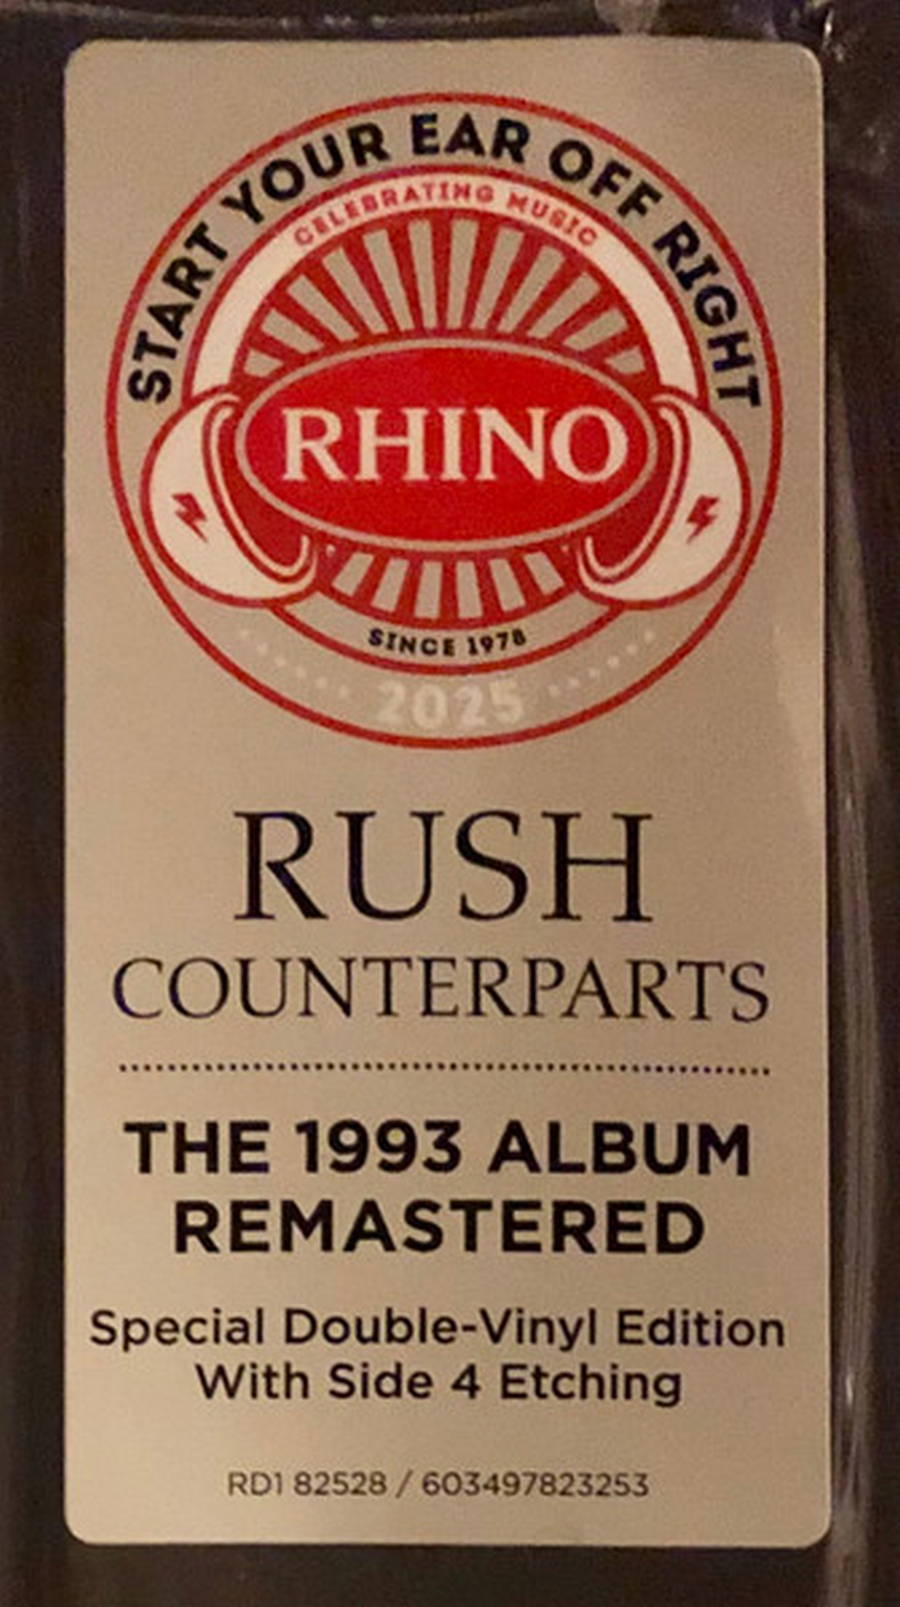 START YOUR EAR OFF RIGHT
CELEBRATING MUSIC
RHINO
SINCE 1978
2025
RUSH
COUNTERPARTS
THE 1993 ALBUM
REMASTERED
Special Double-Vinyl Edition
With Side 4 Etching
RD1 82528 / 603497823253